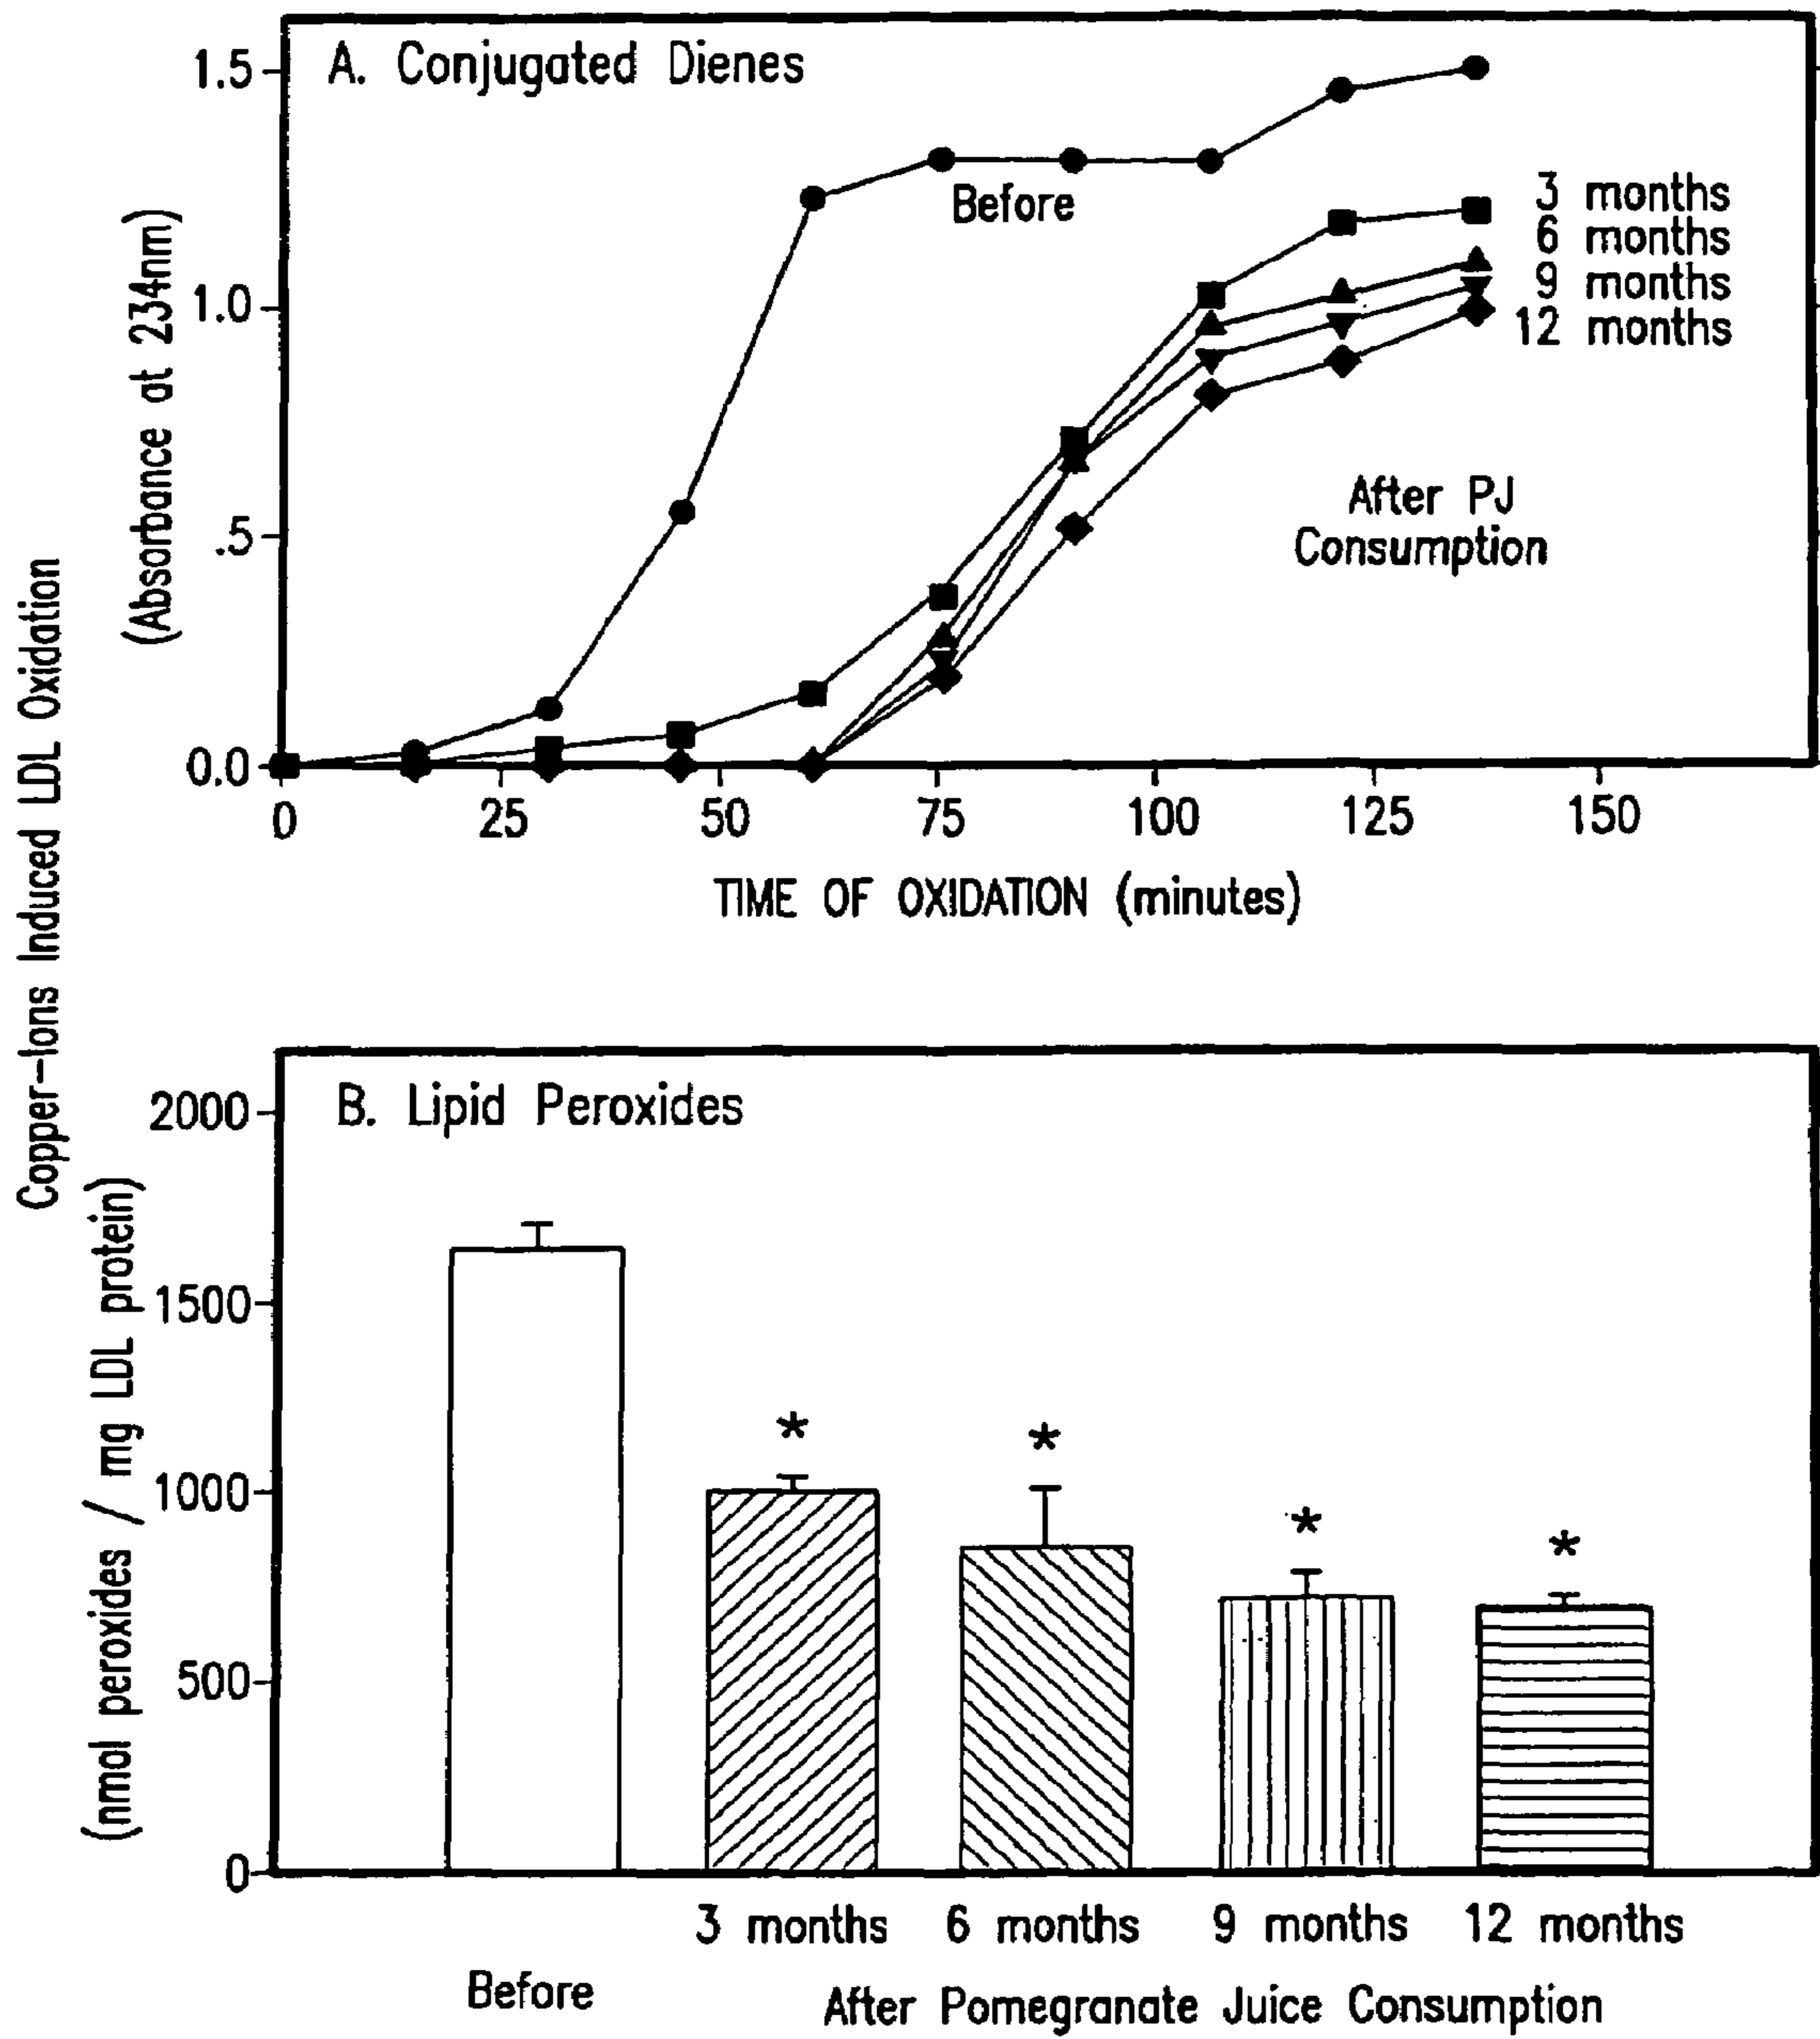 Copper-Ions Induced LDL Oxidation
A. Conjugated Dienes
(Absorbance at 234nm)
1.5
1.0
.5
0.0
Before
3 months
6 months
9 months
12 months
After PJ
Consumption
0 25 50 75 100 125 150
TIME OF OXIDATION (minutes)
B. Lipid Peroxides
(nmol peroxides / mg LDL protein)
2000
1500
1000
500
0
* * * *
3 months 6 months 9 months 12 months
Before
After Pomegranate Juice Consumption